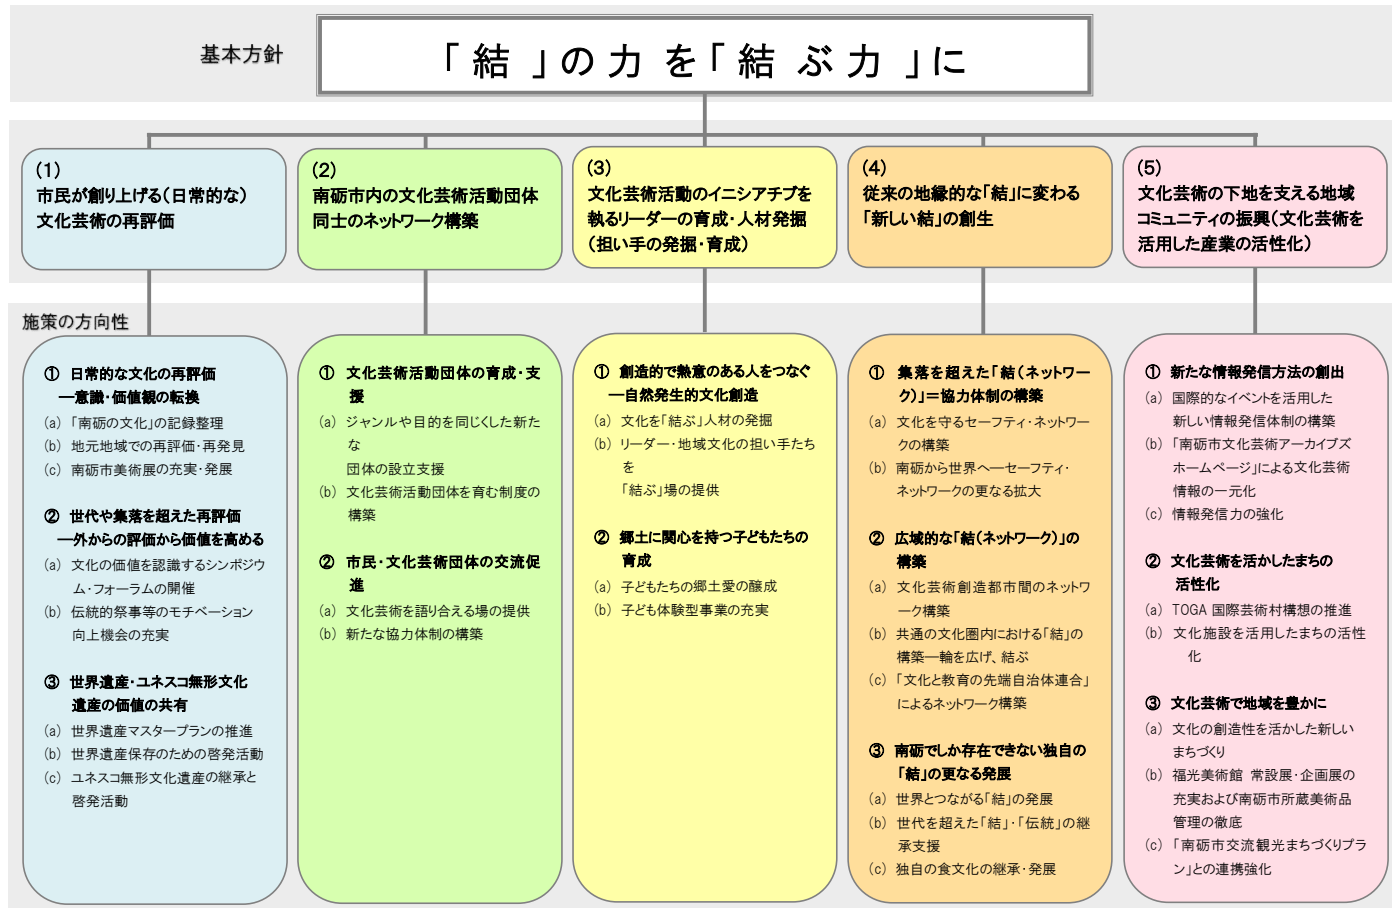 基本方針
「結」の力を「結ぶ力」に
(1)
市民が創り上げる(日常的な)
文化芸術の再評価
(2)
南砺市内の文化芸術活動団体
同士のネットワーク構築
(3)
文化芸術活動のイニシアチブを
執るリーダーの育成・人材発掘
(担い手の発掘・育成)
(4)
従来の地縁的な「結」に変わる
「新しい結」の創生
(5)
文化芸術の下地を支える地域
コミュニティの振興(文化芸術を
活用した産業の活性化)
施策の方向性
① 日常的な文化の再評価
―意識・価値観の転換
(a) 「南砺の文化」の記録整理
(b) 地元地域での再評価・再発見
(c) 南砺市美術展の充実・発展
② 世代や集落を超えた再評価
―外からの評価から価値を高める
(a) 文化の価値を認識するシンポジウ
ム・フォーラムの開催
(b) 伝統的祭事等のモチベーション
向上機会の充実
③ 世界遺産・ユネスコ無形文化
遺産の価値の共有
(a) 世界遺産マスタープランの推進
(b) 世界遺産保存のための啓発活動
(c) ユネスコ無形文化遺産の継承と
啓発活動
① 文化芸術活動団体の育成・支
援
(a) ジャンルや目的を同じくした新た
な
団体の設立支援
(b) 文化芸術活動団体を育む制度の
構築
② 市民・文化芸術団体の交流促
進
(a) 文化芸術を語り合える場の提供
(b) 新たな協力体制の構築
① 創造的で熱意のある人をつなぐ
―自然発生的文化創造
(a) 文化を「結ぶ」人材の発掘
(b) リーダー・地域文化の担い手たち
を
「結ぶ」場の提供
② 郷土に関心を持つ子どもたちの
育成
(a) 子どもたちの郷土愛の醸成
(b) 子ども体験型事業の充実
① 集落を超えた「結(ネットワー
ク)」＝協力体制の構築
(a) 文化を守るセーフティ・ネットワー
クの構築
(b) 南砺から世界へ―セーフティ・
ネットワークの更なる拡大
② 広域的な「結(ネットワーク)」の
構築
(a) 文化芸術創造都市間のネットワ
ーク構築
(b) 共通の文化圏内における「結」の
構築―輪を広げ、結ぶ
(c) 「文化と教育の先端自治体連合」
によるネットワーク構築
③ 南砺でしか存在できない独自の
「結」の更なる発展
(a) 世界とつながる「結」の発展
(b) 世代を超えた「結」・「伝統」の継
承支援
(c) 独自の食文化の継承・発展
① 新たな情報発信方法の創出
(a) 国際的なイベントを活用した
新しい情報発信体制の構築
(b) 「南砺市文化芸術アーカイブズ
ホームページ」による文化芸術
情報の一元化
(c) 情報発信力の強化
② 文化芸術を活かしたまちの
活性化
(a) TOGA 国際芸術村構想の推進
(b) 文化施設を活用したまちの活性
化
③ 文化芸術で地域を豊かに
(a) 文化の創造性を活かした新しい
まちづくり
(b) 福光美術館 常設展・企画展の
充実および南砺市所蔵美術品
管理の徹底
(c) 「南砺市交流観光まちづくりプラ
ン」との連携強化